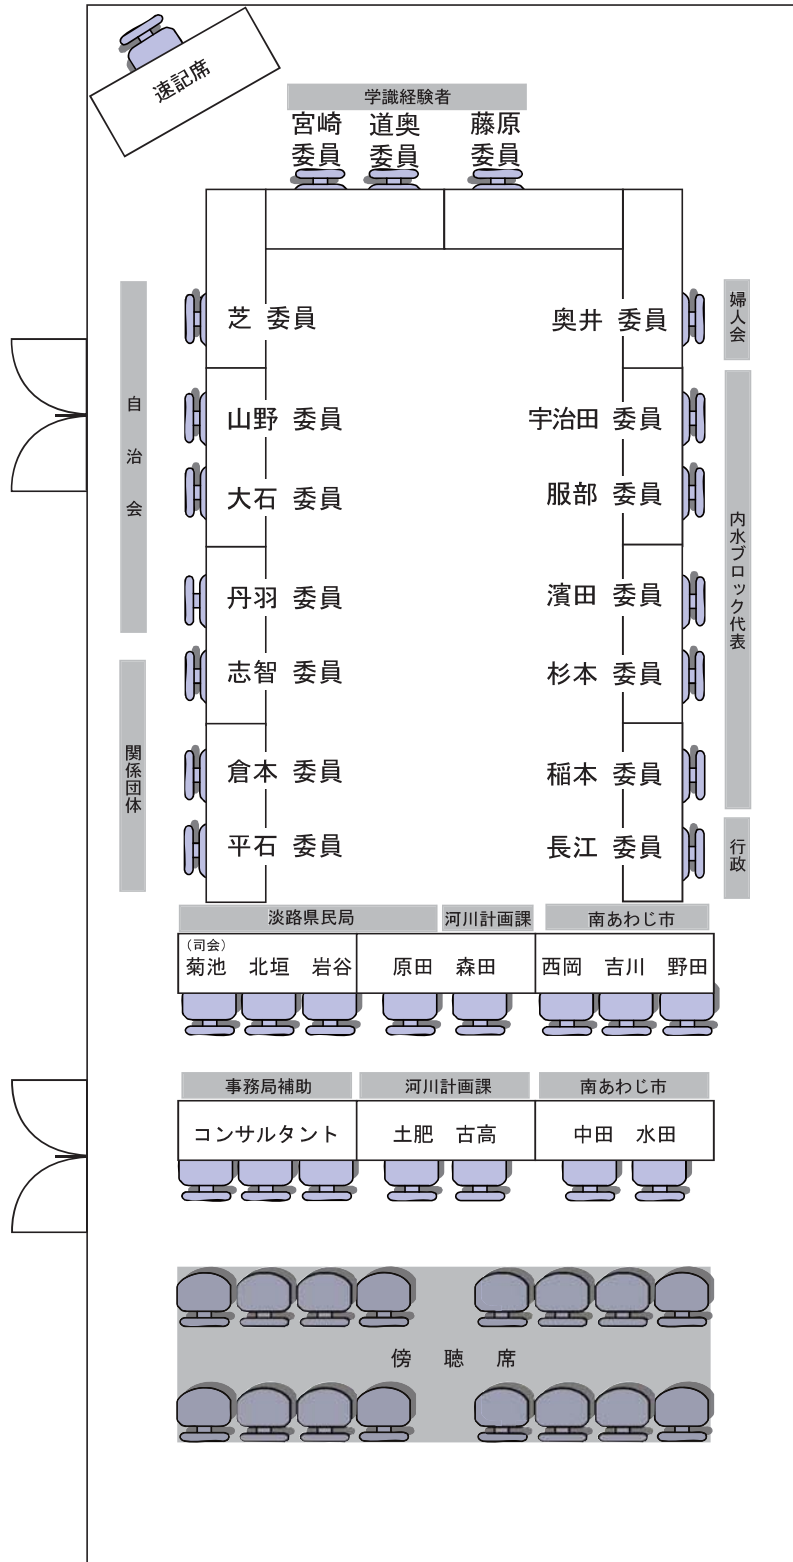 速記席
学識経験者
宮崎
委員
道奥
委員
藤原
委員
自治会
芝 委員
山野 委員
大石 委員
丹羽 委員
関係団体
志智 委員
倉本 委員
平石 委員
婦人会
奥井 委員
内水ブロック代表
宇治田 委員
服部 委員
濱田 委員
杉本 委員
稲本 委員
行政
長江 委員
淡路県民局 河川計画課 南あわじ市
(司会)
菊池 北垣 岩谷 原田 森田 西岡 吉川 野田
事務局補助 河川計画課 南あわじ市
コンサルタント 土肥 古高 中田 水田
傍聴席